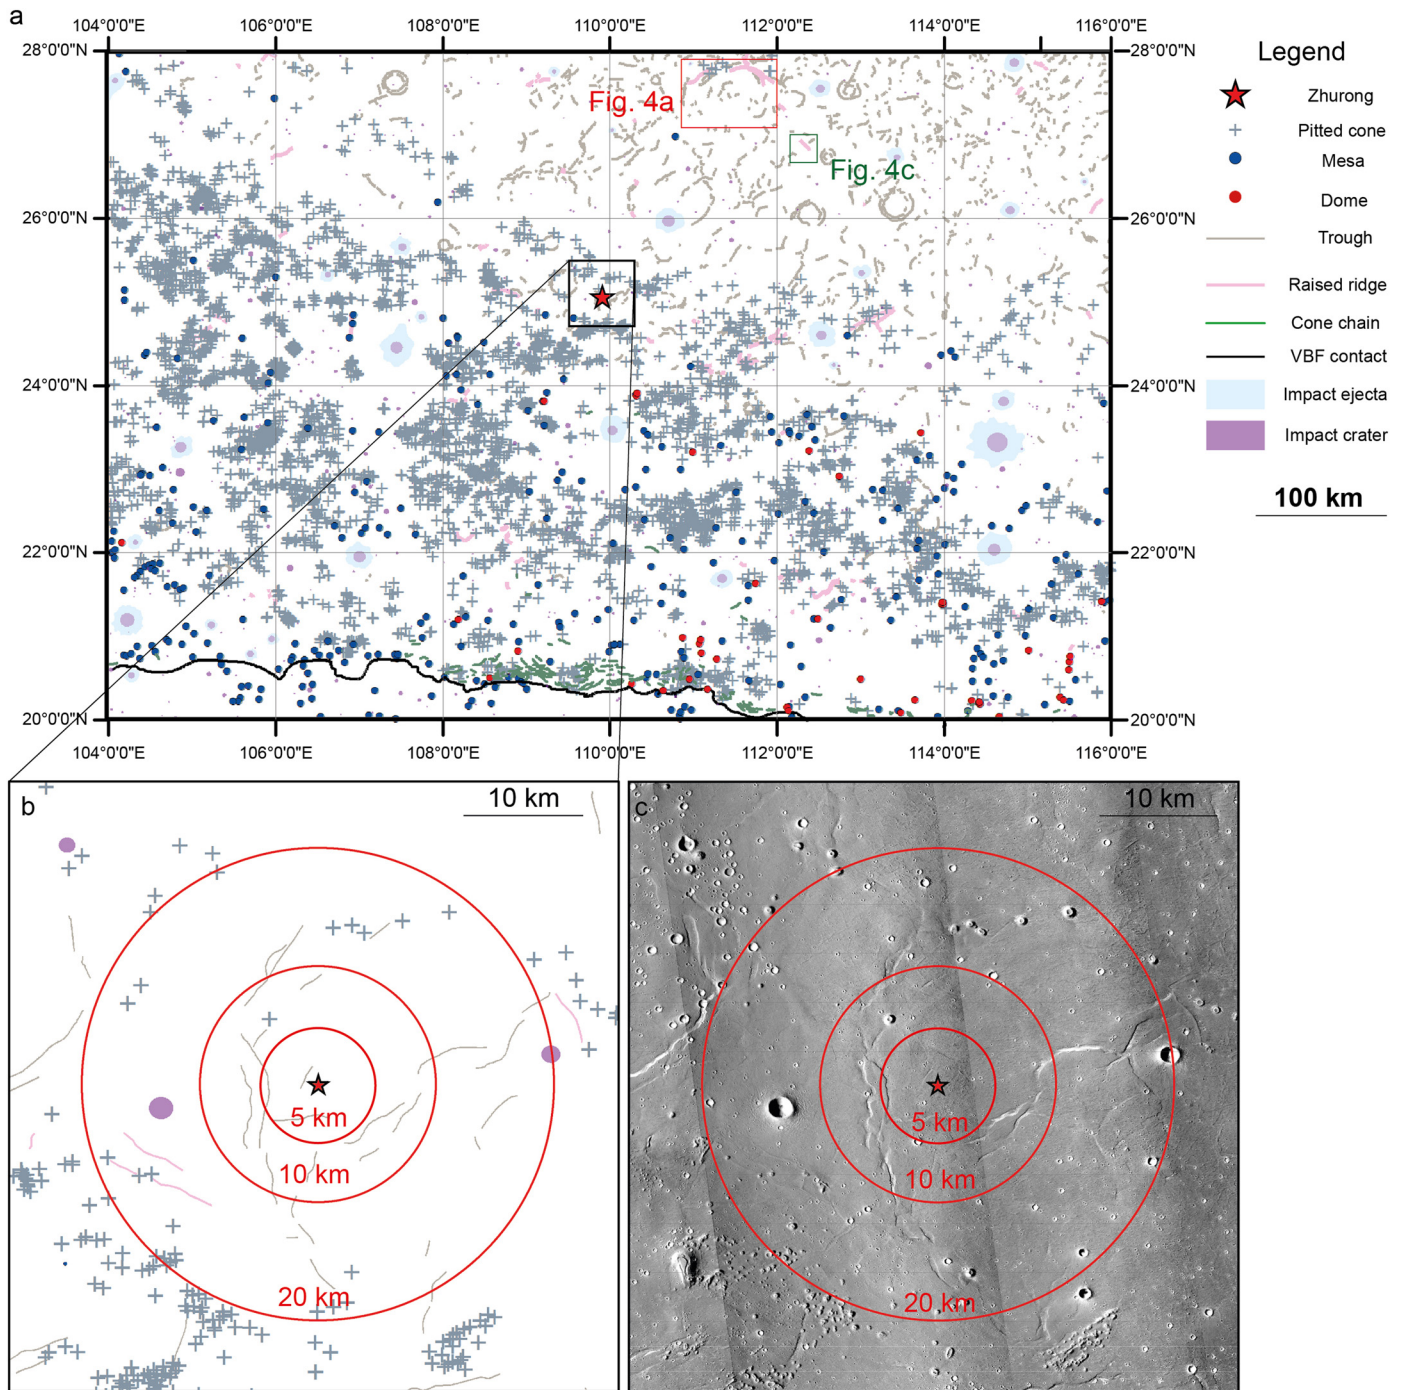 a
104°0'0"E 106°0'0"E 108°0'0"E 110°0'0"E 112°0'0"E 114°0'0"E 116°0'0"E
28°0'0"N 28°0'0"N
26°0'0"N 26°0'0"N
24°0'0"N 24°0'0"N
22°0'0"N 22°0'0"N
20°0'0"N 20°0'0"N
104°0'0"E 106°0'0"E 108°0'0"E 110°0'0"E 112°0'0"E 114°0'0"E 116°0'0"E
Fig. 4a
Fig. 4c
Legend
Zhurong
Pitted cone
Mesa
Dome
Trough
Raised ridge
Cone chain
VBF contact
Impact ejecta
Impact crater
100 km
b
10 km
5 km
10 km
20 km
c
10 km
5 km
10 km
20 km